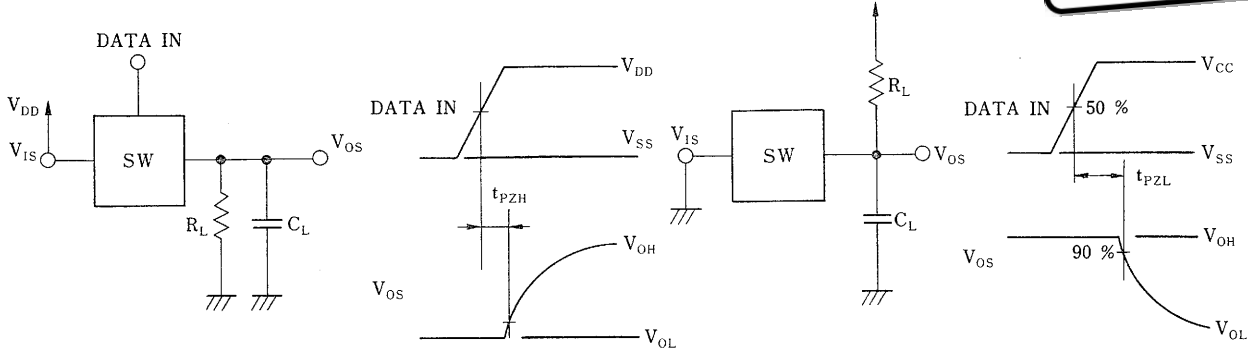 DATA IN
V_DD
V_IS
SW
V_OS
R_L
C_L
DATA IN
V_DD
V_SS
t_PZH
V_OS
V_OH
V_OL
R_L
V_IS
SW
V_OS
C_L
DATA IN
50 %
V_CC
V_SS
t_PZL
V_OS
90 %
V_OH
V_OL